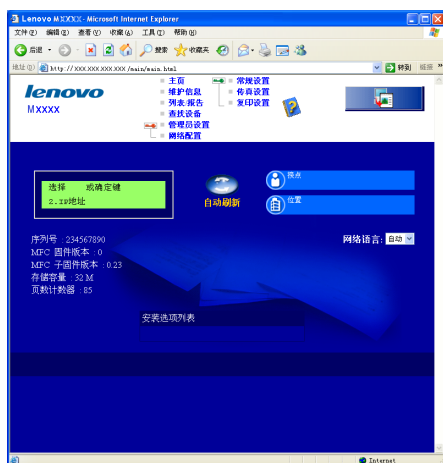 Lenovo MXXXX - Microsoft Internet Explorer
文件(F) 编辑(E) 查看(V) 收藏(A) 工具(T) 帮助(H)
后退 搜索 收藏夹
地址(D) http://XXX.XXX.XXX.XXX/main/main.html 转到 链接 »
lenovo
MXXXX
主页
维护信息
列表·报告
查找设备
管理员设置
网络配置
常规设置
传真设置
复印设置
选择 或确定键
2.IP地址
自动刷新
接点
位置
序列号 : 234567890
MFC 固件版本 : 0
MFC 子固件版本 : 0.23
存储容量 : 32 M
页数计数器 : 85
网络语言: 自动
安装选项列表
Internet